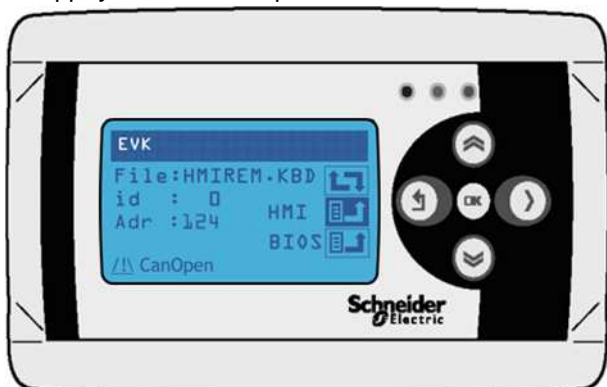 EVK
File:HMIREM.KBD
id : 0
Adr :124
HMI
BIOS
/!\ CanOpen
OK
Schneider
Electric